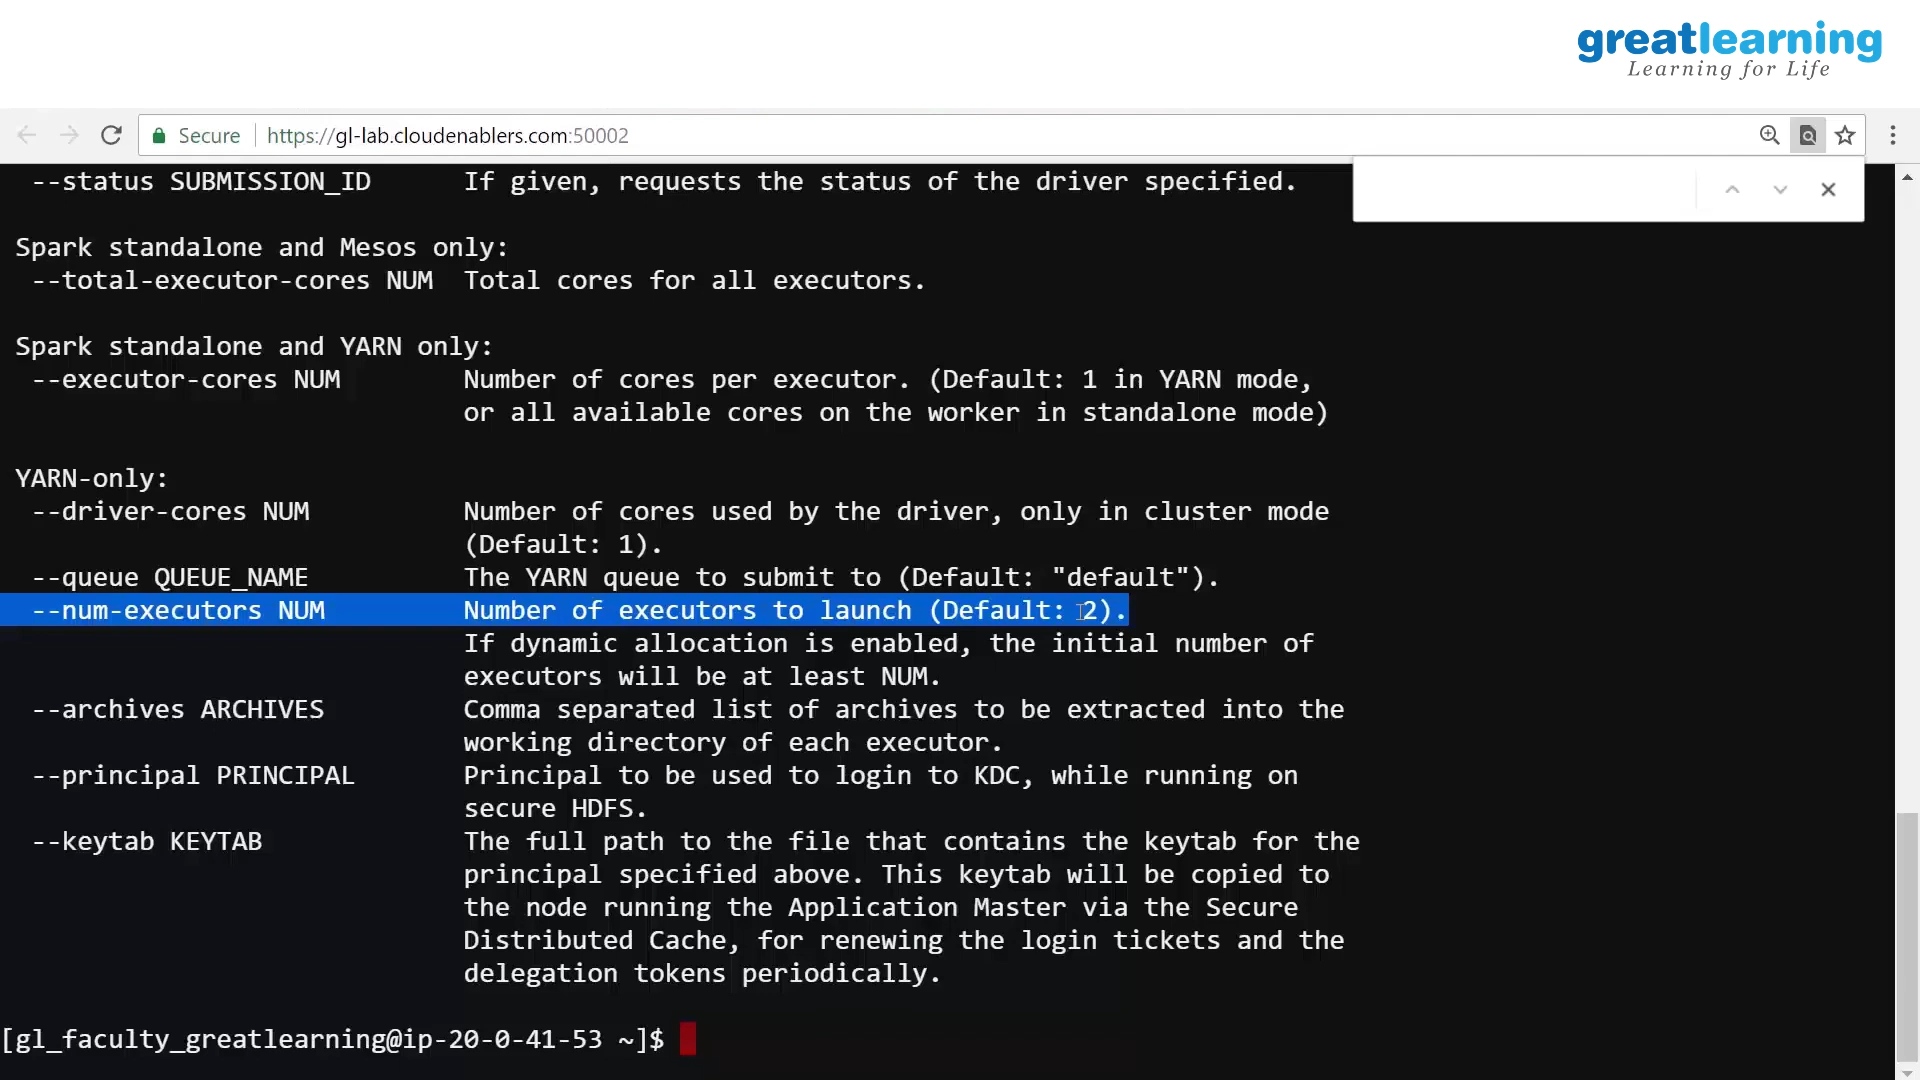 greatlearning
Learning for Life
Secure https://gl-lab.cloudenablers.com:50002
--status SUBMISSION_ID If given, requests the status of the driver specified.
Spark standalone and Mesos only:
--total-executor-cores NUM Total cores for all executors.
Spark standalone and YARN only:
--executor-cores NUM Number of cores per executor. (Default: 1 in YARN mode,
or all available cores on the worker in standalone mode)
YARN-only:
--driver-cores NUM Number of cores used by the driver, only in cluster mode
(Default: 1).
--queue QUEUE_NAME The YARN queue to submit to (Default: "default").
--num-executors NUM Number of executors to launch (Default: 2).
If dynamic allocation is enabled, the initial number of
executors will be at least NUM.
--archives ARCHIVES Comma separated list of archives to be extracted into the
working directory of each executor.
--principal PRINCIPAL Principal to be used to login to KDC, while running on
secure HDFS.
--keytab KEYTAB The full path to the file that contains the keytab for the
principal specified above. This keytab will be copied to
the node running the Application Master via the Secure
Distributed Cache, for renewing the login tickets and the
delegation tokens periodically.
[gl_faculty_greatlearning@ip-20-0-41-53 ~]$